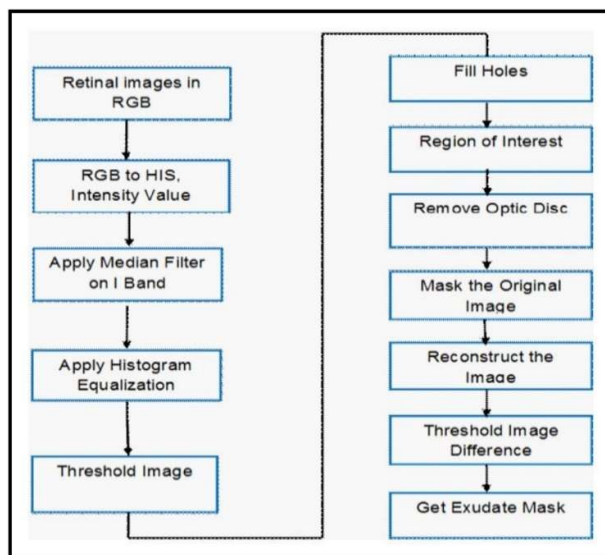 Retinal images in
RGB
RGB to HIS,
Intensity Value
Apply Median Filter
on I Band
Apply Histogram
Equalization
Threshold Image
Fill Holes
Region of Interest
Remove Optic Disc
Mask the Original
Image
Reconstruct the
Image
Threshold Image
Difference
Get Exudate Mask